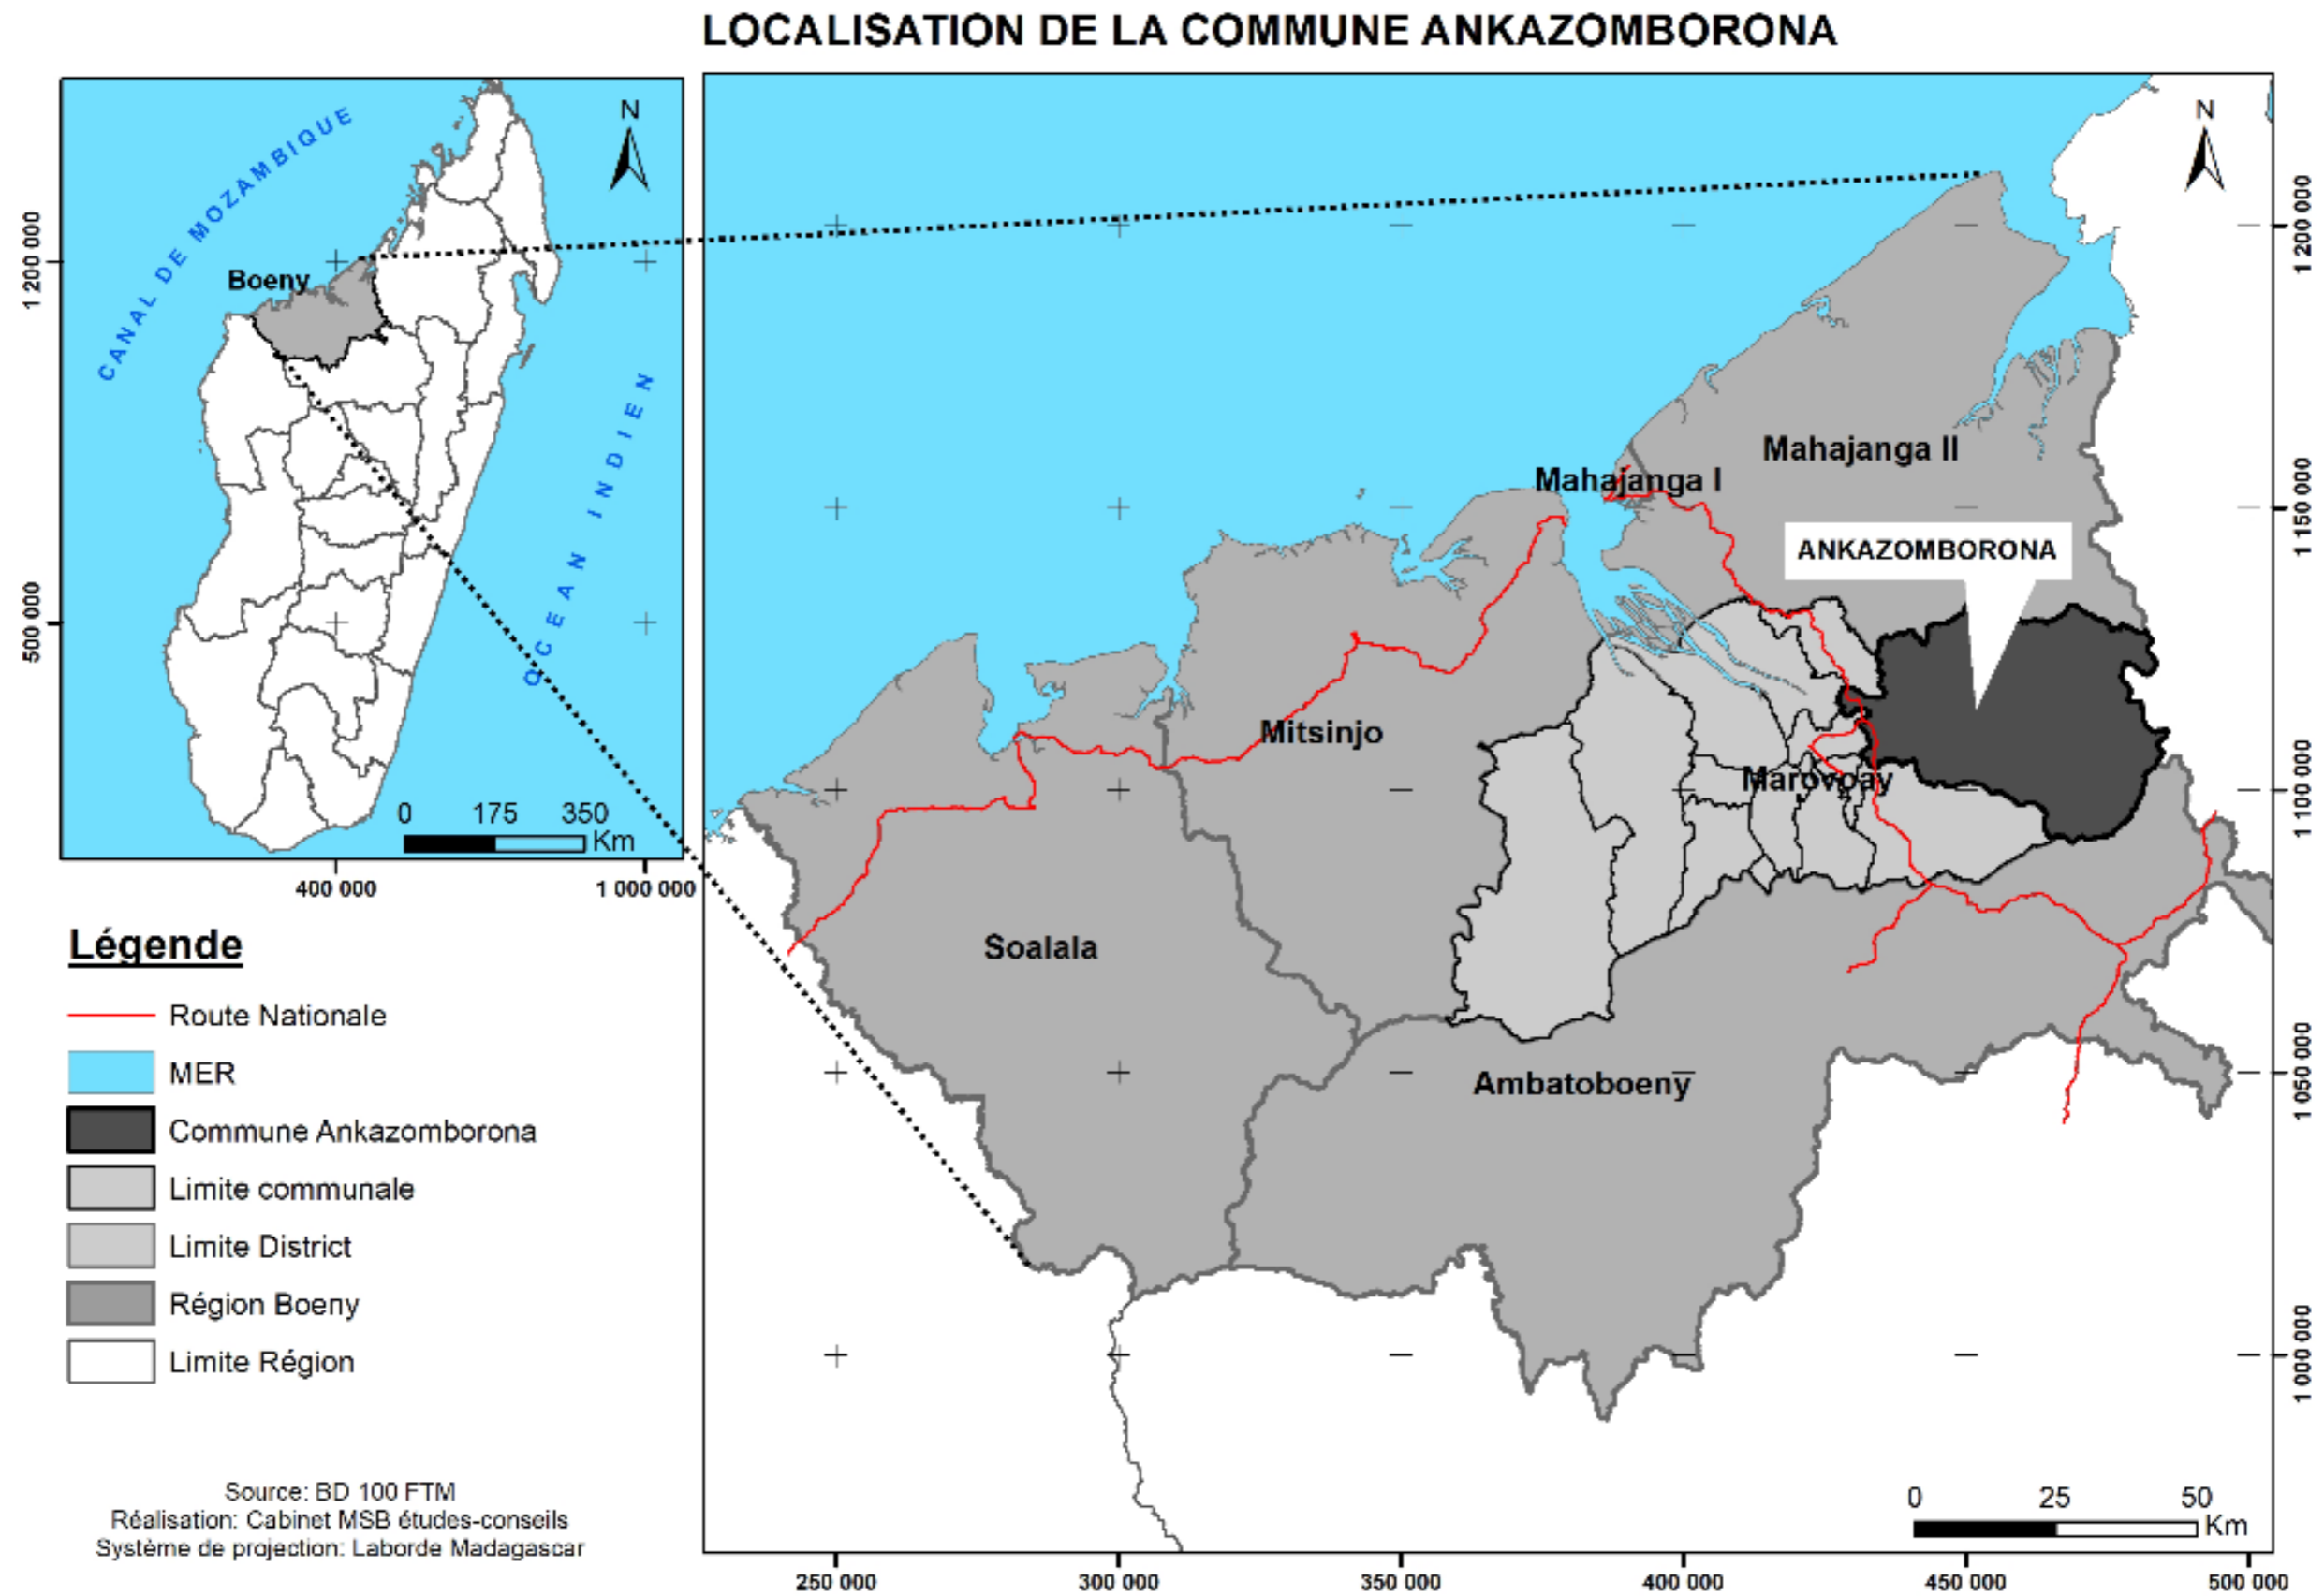 LOCALISATION DE LA COMMUNE ANKAZOMBORONA
CANAL DE MOZAMBIQUE
N
Boeny
OCEAN INDIEN
0 175 350
Km
1 200 000
500 000
400 000
1 000 000
N
Mahajanga II
Mahajanga I
ANKAZOMBORONA
Mitsinjo
Marovoay
Soalala
Ambatoboeny
0 25 50
Km
1 200 000
1 150 000
1 100 000
1 050 000
1 000 000
250 000
300 000
350 000
400 000
450 000
500 000
Légende
Route Nationale
MER
Commune Ankazomborona
Limite communale
Limite District
Région Boeny
Limite Région
Source: BD 100 FTM
Réalisation: Cabinet MSB études-conseils
Système de projection: Laborde Madagascar